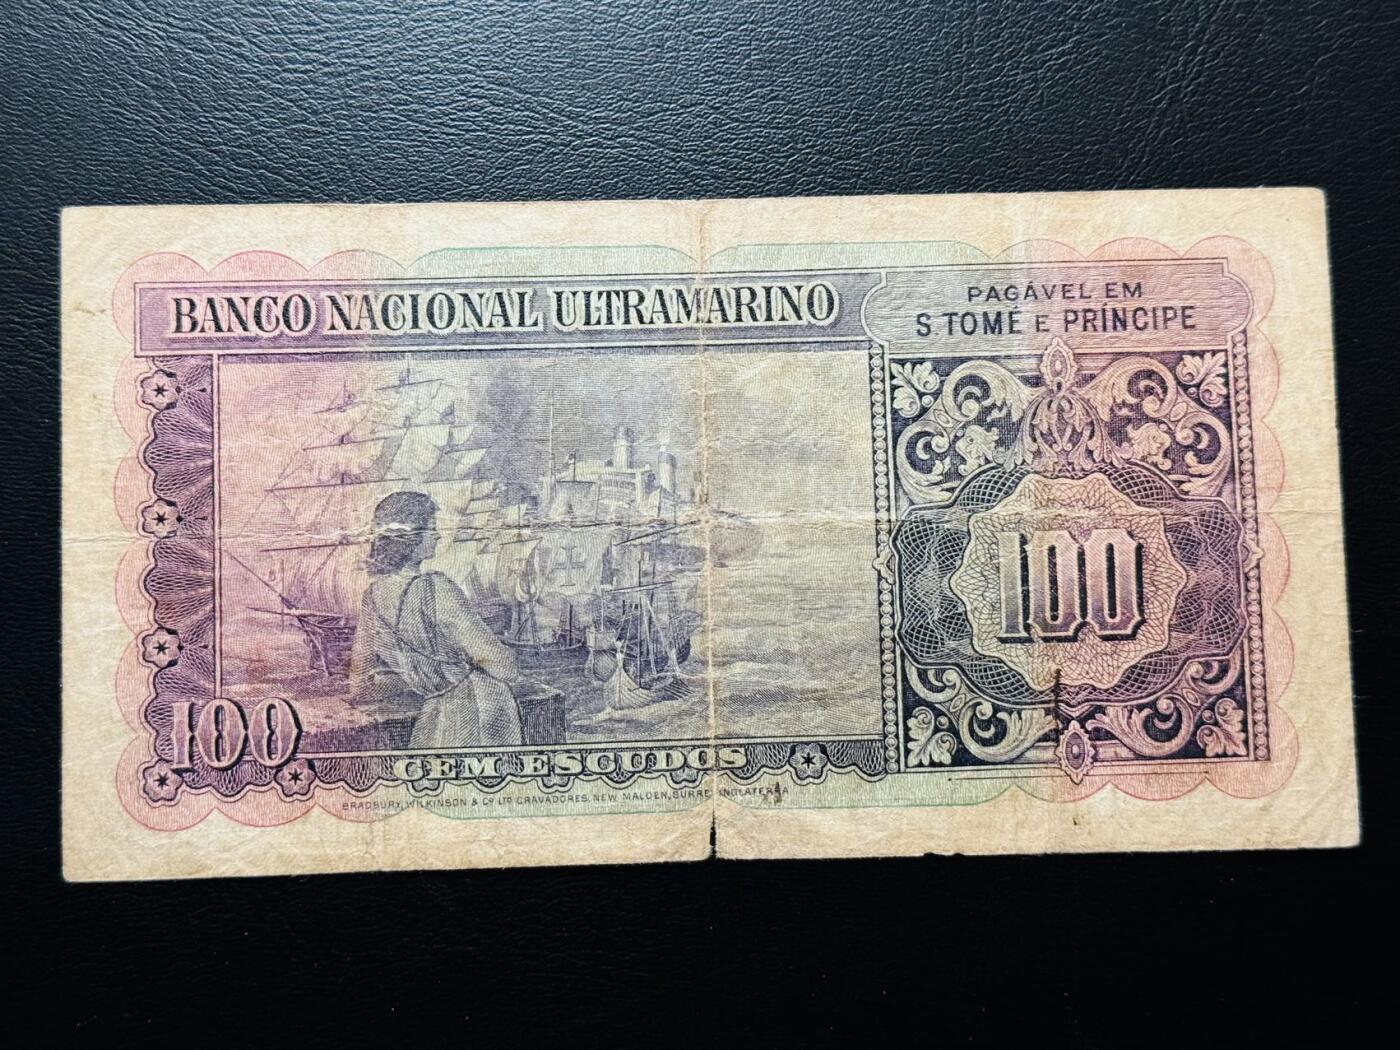 BANCO NACIONAL ULTRAMARINO
PAGÁVEL EM
S TOMÉ E PRÍNCIPE
100
100
CEM ESCUDOS
BRADBURY, WILKINSON & Cº LTD GRAVADORES, NEW MALDEN, SURREY, INGLATERRA